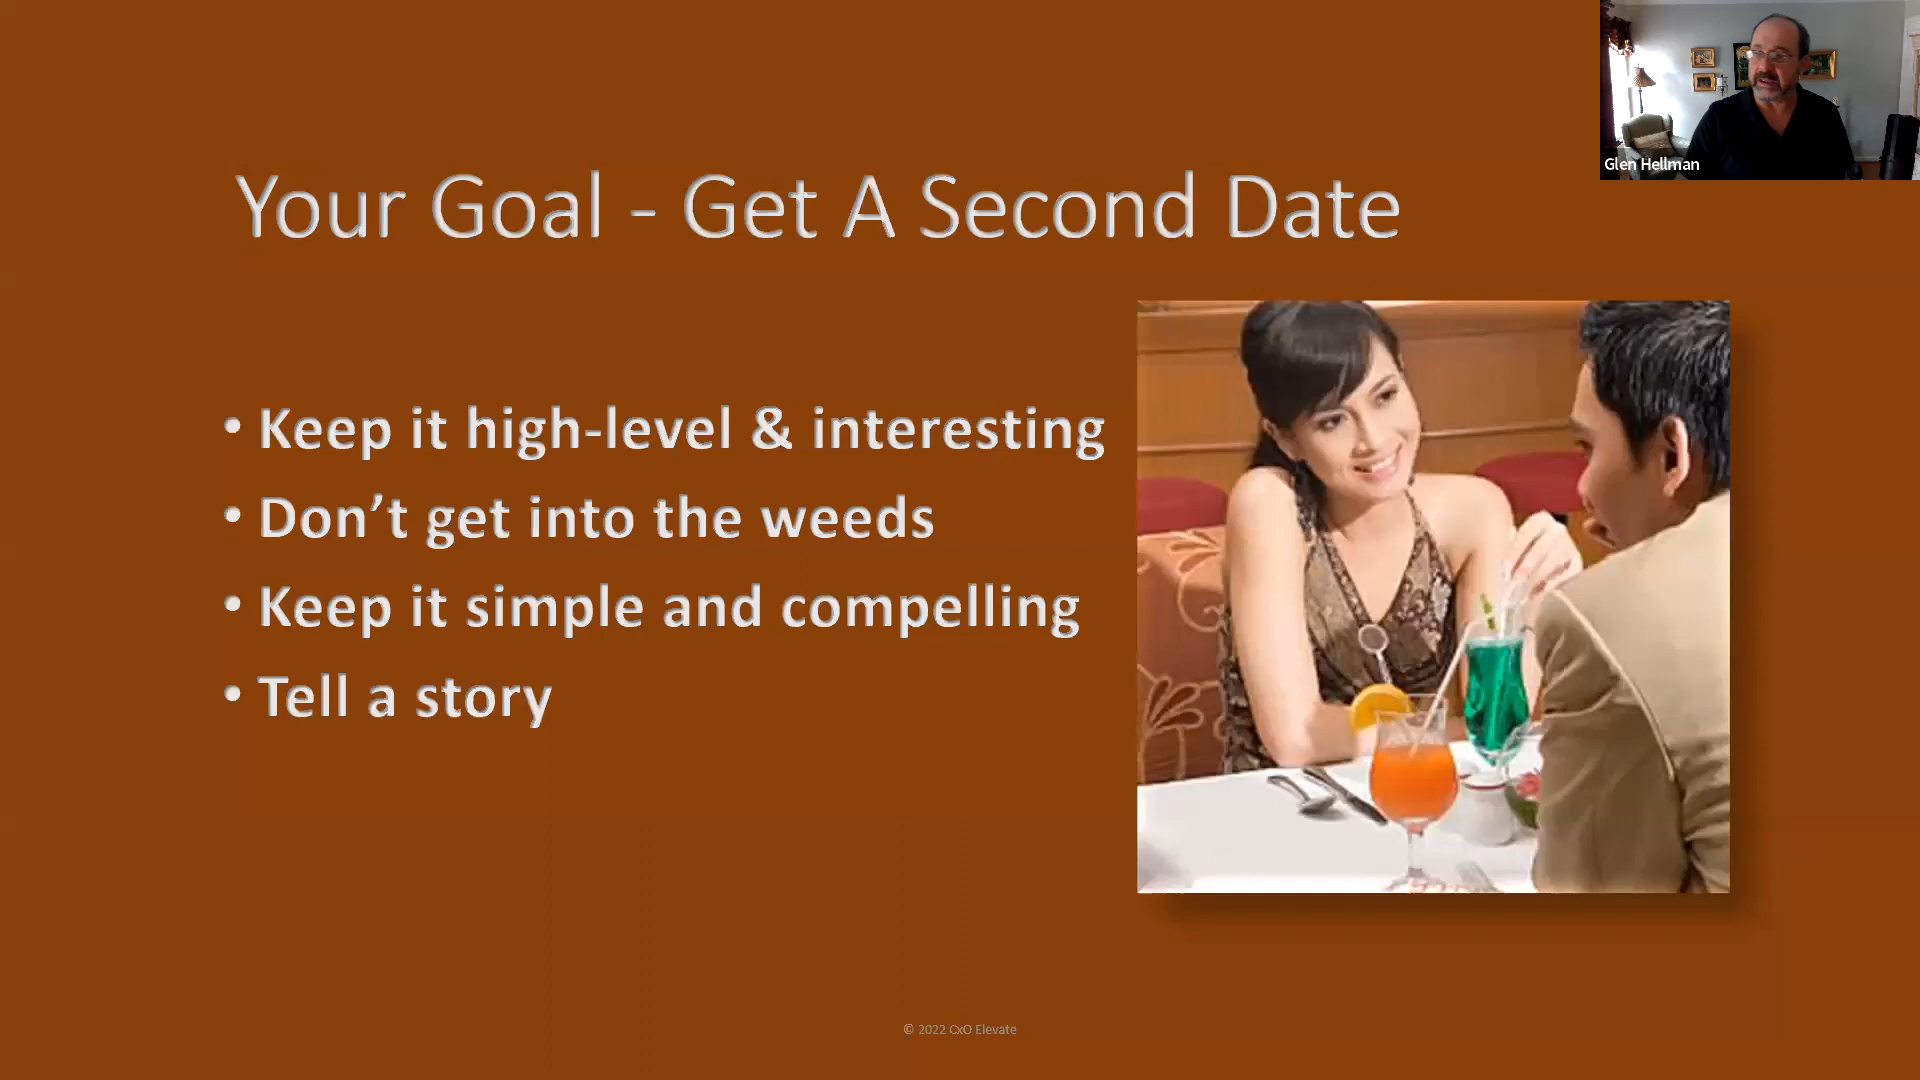 Glen Hellman
Your Goal - Get A Second Date
• Keep it high-level & interesting
• Don’t get into the weeds
• Keep it simple and compelling
• Tell a story
© 2022 CxO Elevate